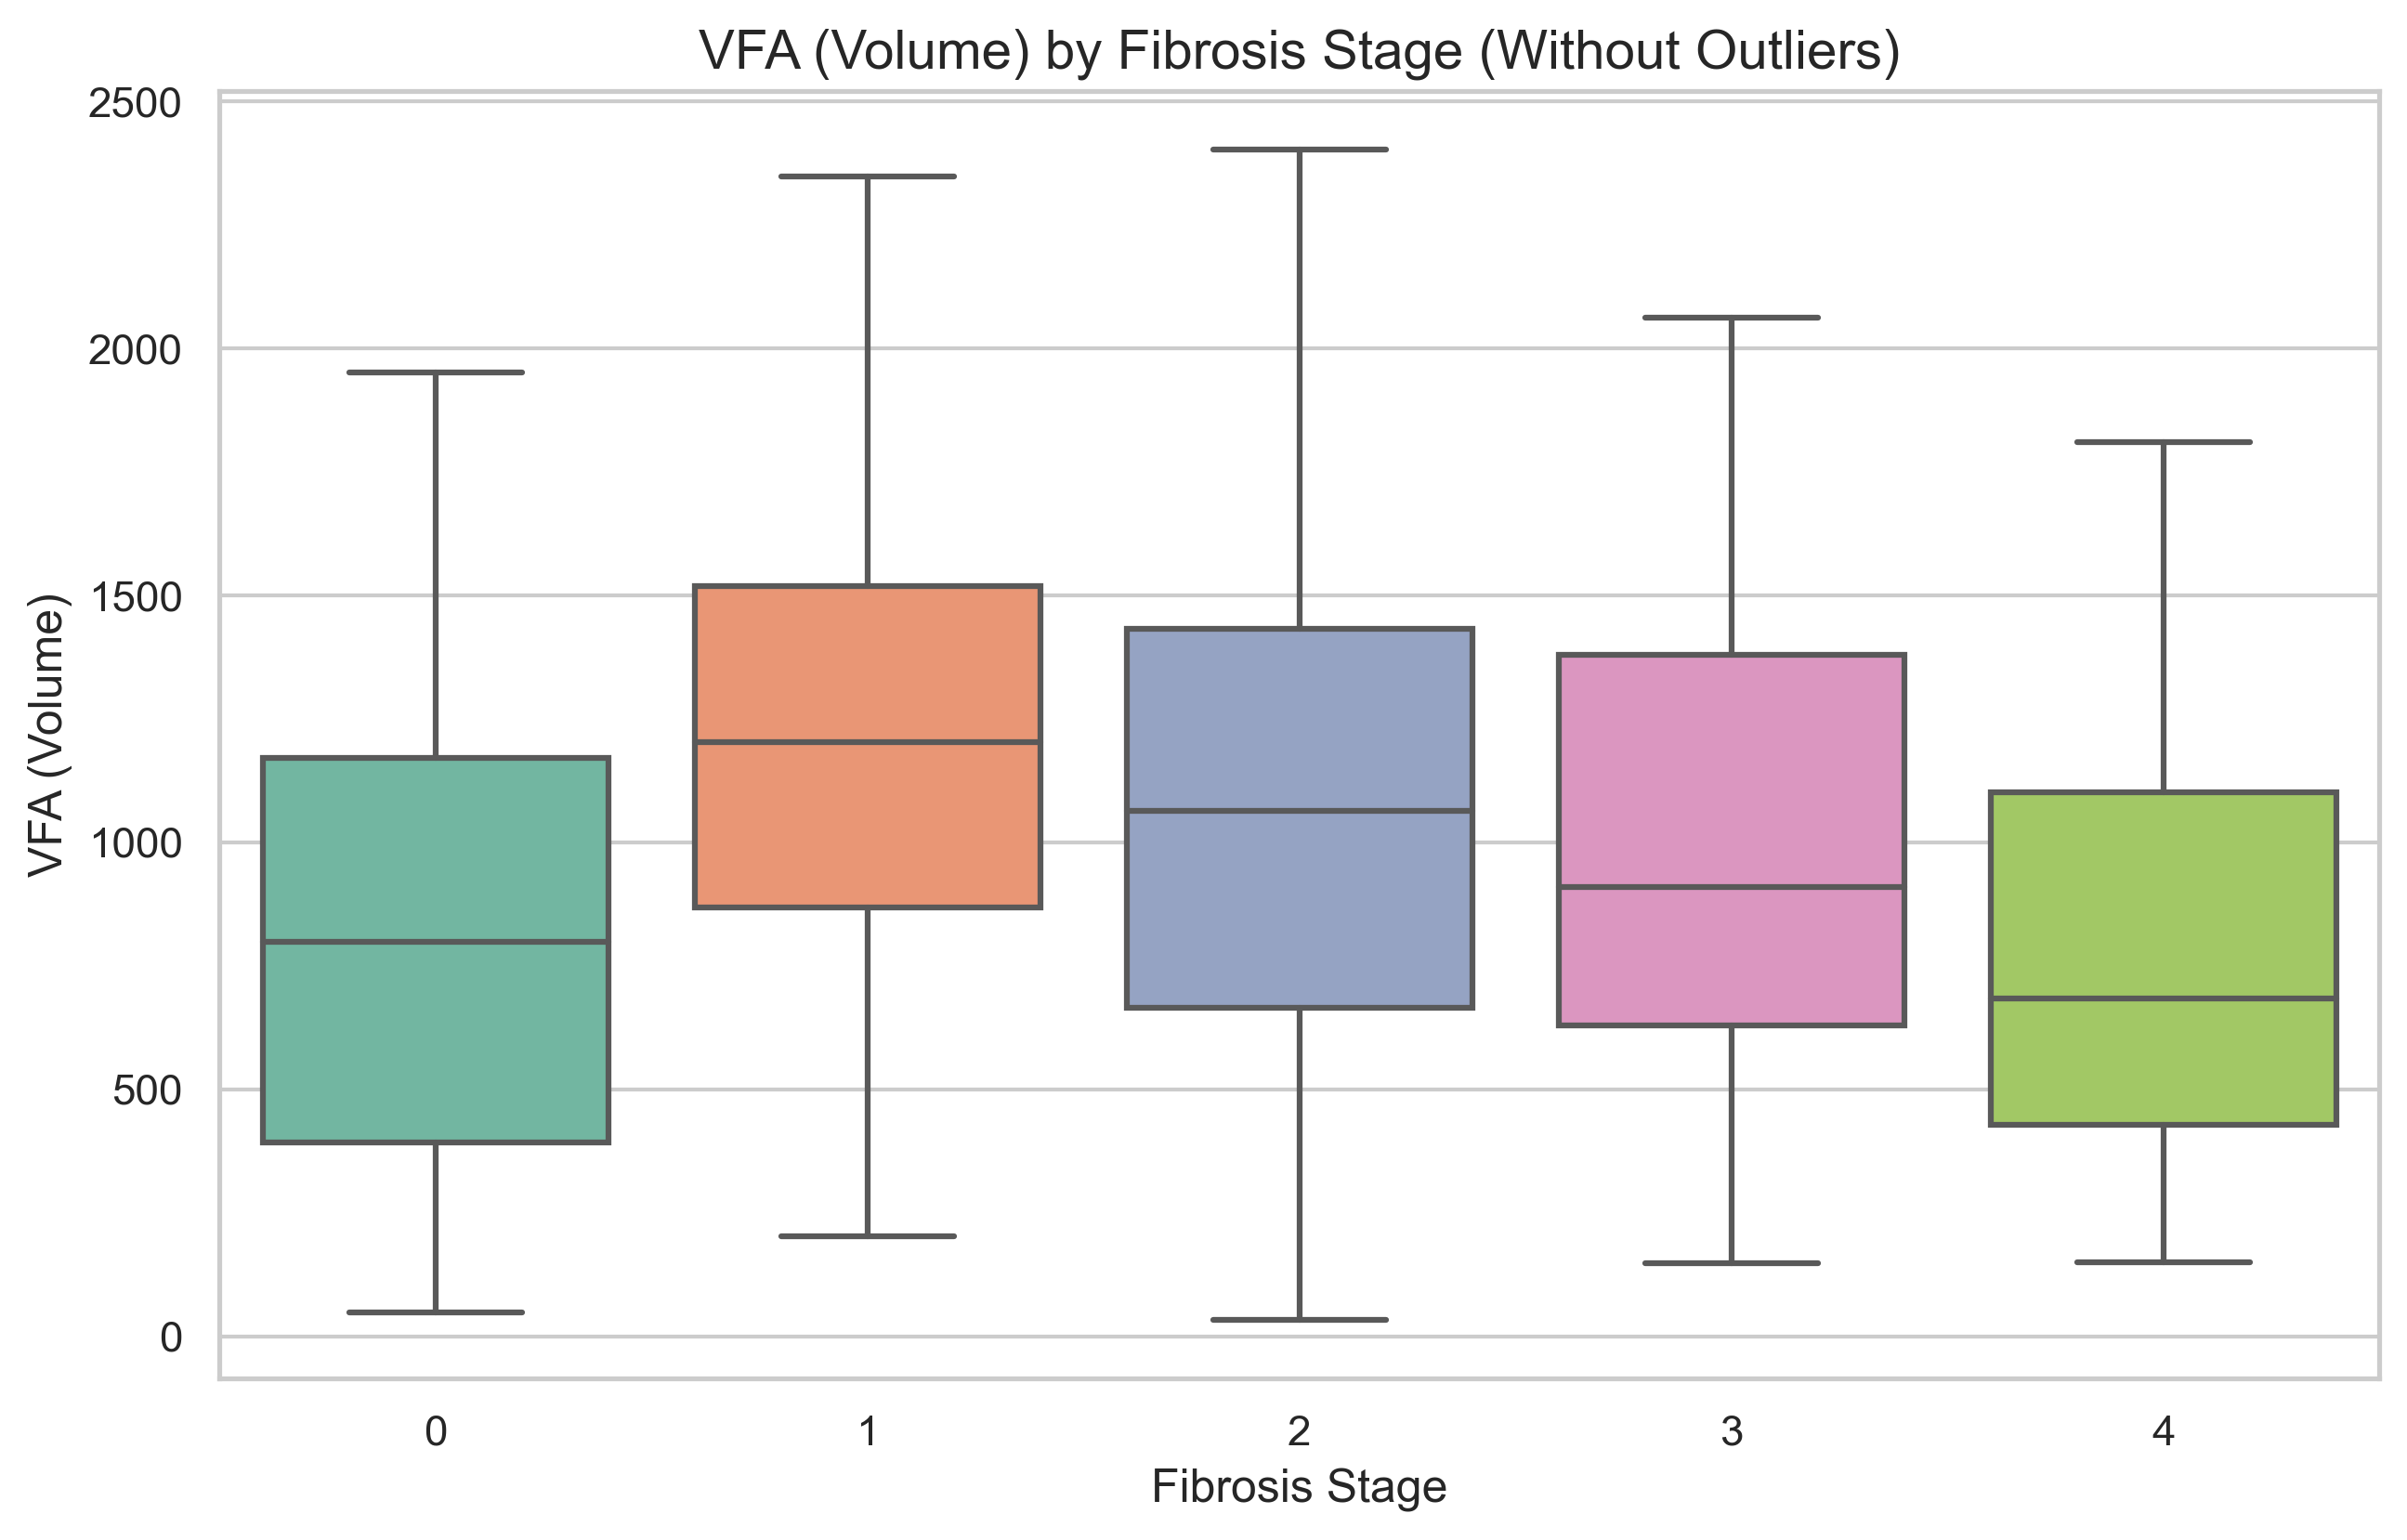 VFA (Volume) by Fibrosis Stage (Without Outliers)
VFA (Volume)
2500
2000
1500
1000
500
0
0 1 2 3 4
Fibrosis Stage